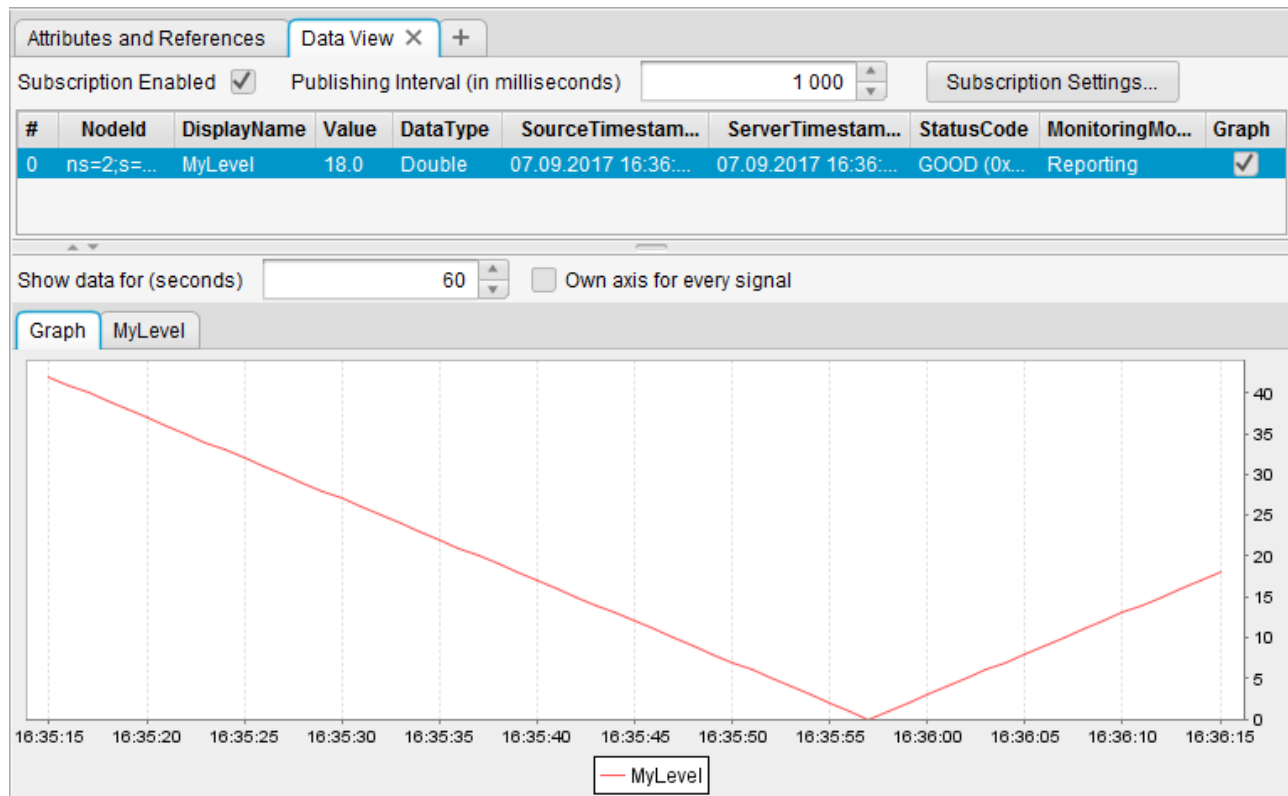 Attributes and References Data View × +
Subscription Enabled Publishing Interval (in milliseconds) 1 000 Subscription Settings...
# NodeId DisplayName Value DataType SourceTimestam... ServerTimestam... StatusCode MonitoringMo... Graph
0 ns=2;s=... MyLevel 18.0 Double 07.09.2017 16:36:... 07.09.2017 16:36:... GOOD (0x... Reporting
Show data for (seconds) 60 Own axis for every signal
Graph MyLevel
40
35
30
25
20
15
10
5
0
16:35:15 16:35:20 16:35:25 16:35:30 16:35:35 16:35:40 16:35:45 16:35:50 16:35:55 16:36:00 16:36:05 16:36:10 16:36:15
MyLevel